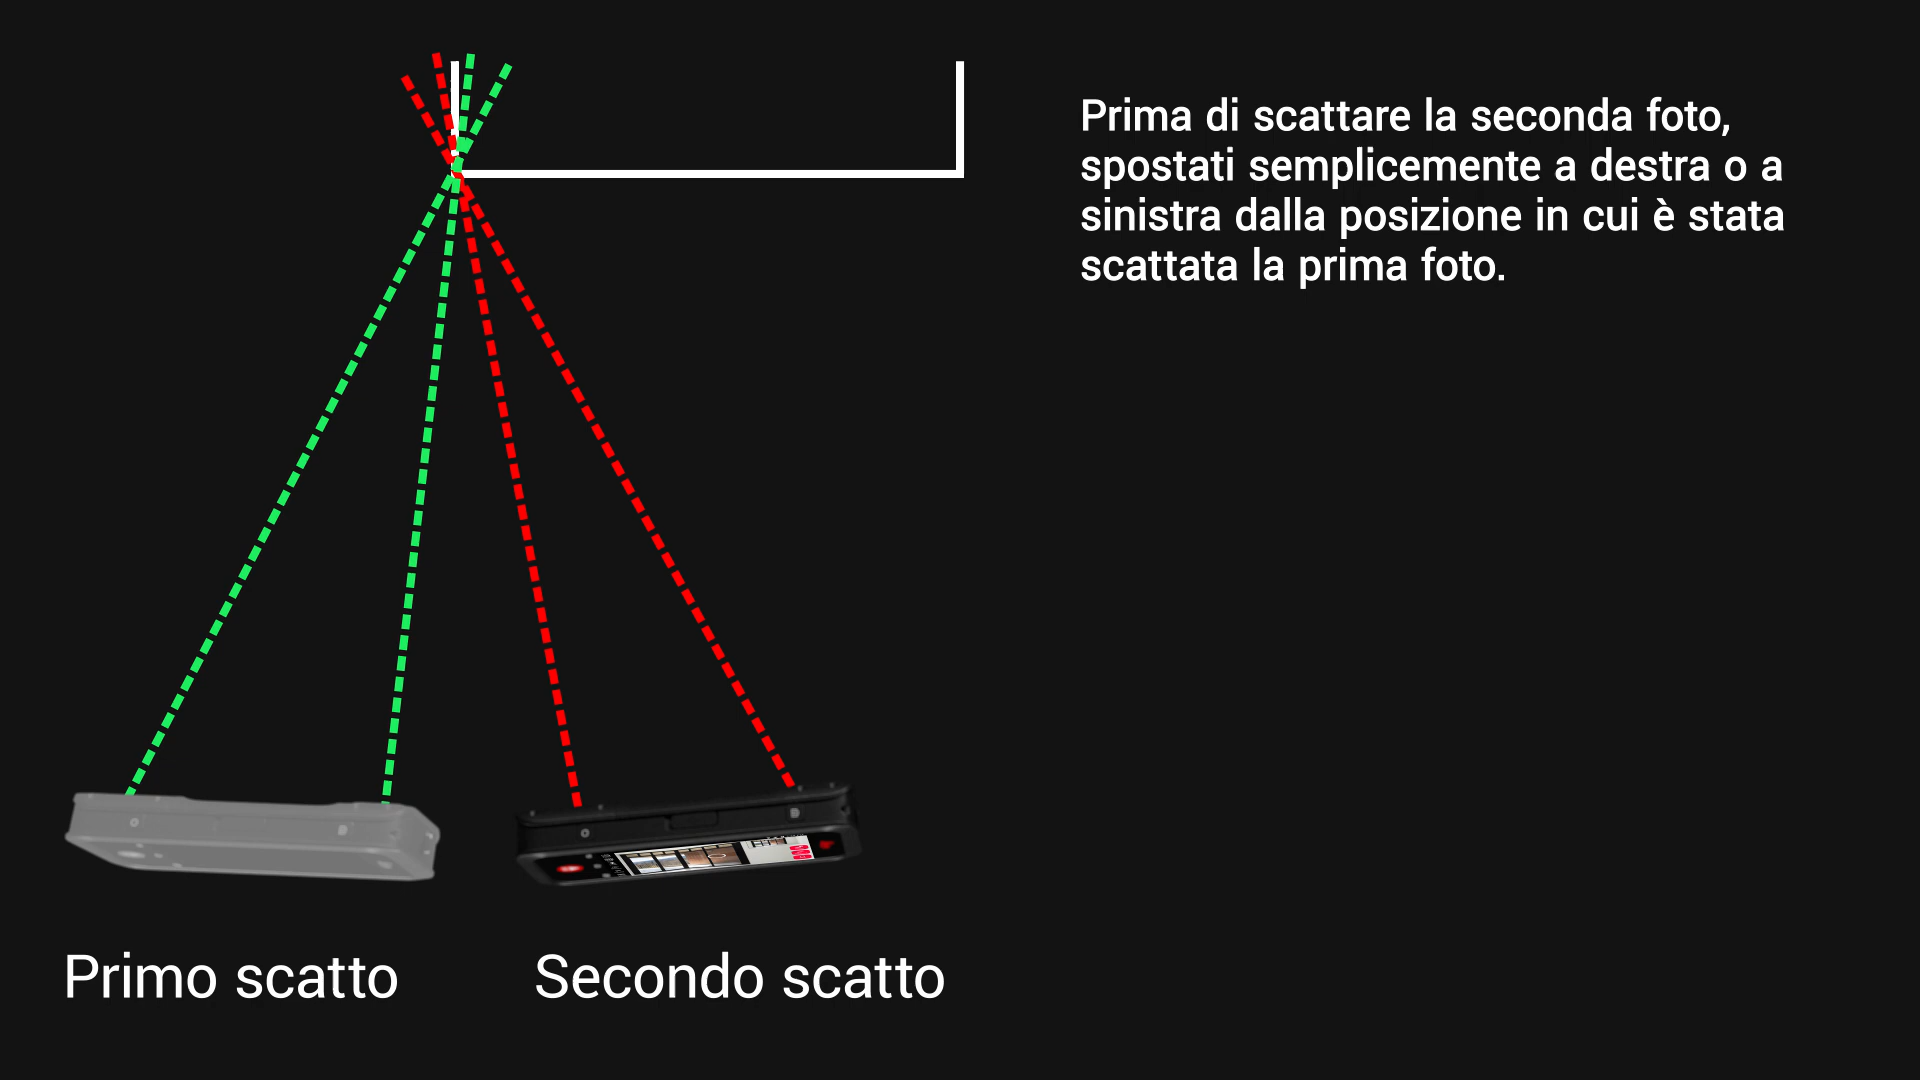 Prima di scattare la seconda foto,
spostati semplicemente a destra o a
sinistra dalla posizione in cui è stata
scattata la prima foto.
Primo scatto
Secondo scatto